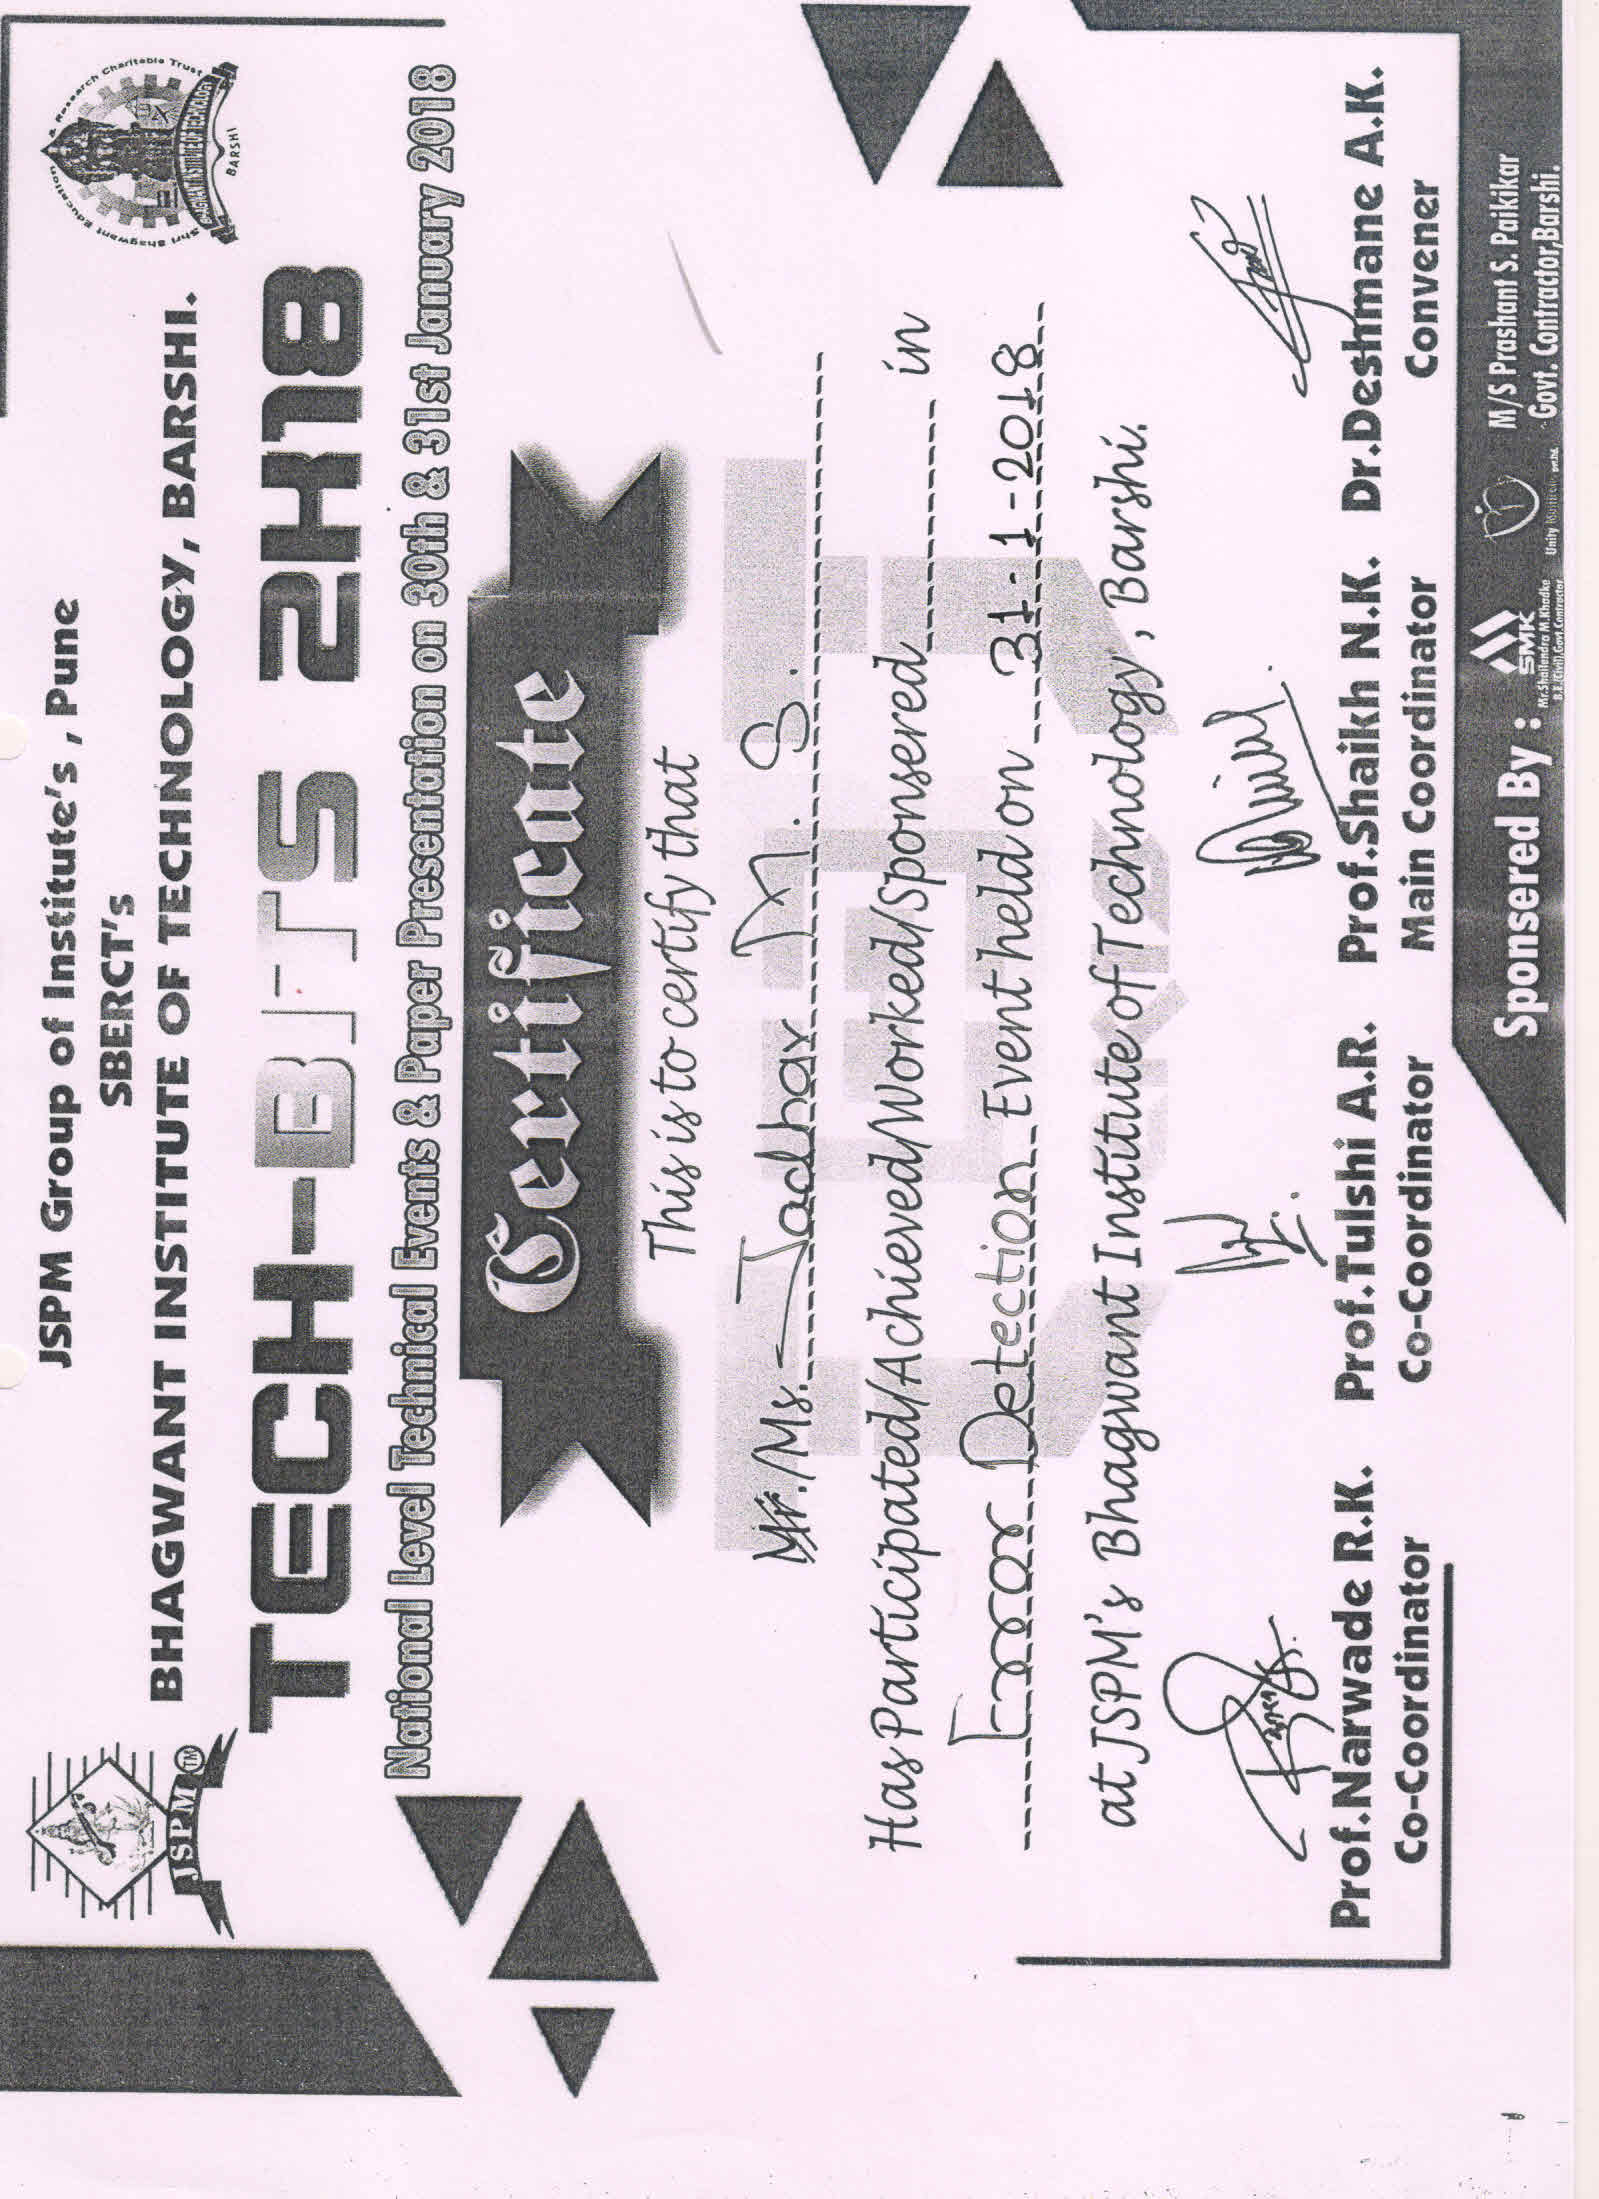 JSPM Group of Institute's , Pune
SBERCT's
BHAGWANT INSTITUTE OF TECHNOLOGY, BARSHI.
JSPM TM
Shri Bhagwant Education & Research Charitable Trust
BHAGWANT INSTITUTE OF TECHNOLOGY
BARSHI
TECH-BITS 2K18
National Level Technical Events & Paper Presentation on 30th & 31st January 2018
Certificate
This is to certify that
Mr./Ms. Jadhav M. S.
Has Participated/Achieved/Worked/Sponsered in
Error Detection Event held on 31-1-2018
at JSPM's Bhagwant Institute of Technology, Barshi.
Prof.Narwade R.K. Prof.Tulshi A.R. Prof.Shaikh N.K. Dr.Deshmane A.K.
Co-Coordinator Co-Coordinator Main Coordinator Convener
Sponsered By :
SMK
Mr.Shailendra M.Khadke
B.E.(Civil),Govt.Contractor
Unity pvt.ltd.
M/S Prashant S. Paikikar
Govt. Contractor,Barshi.